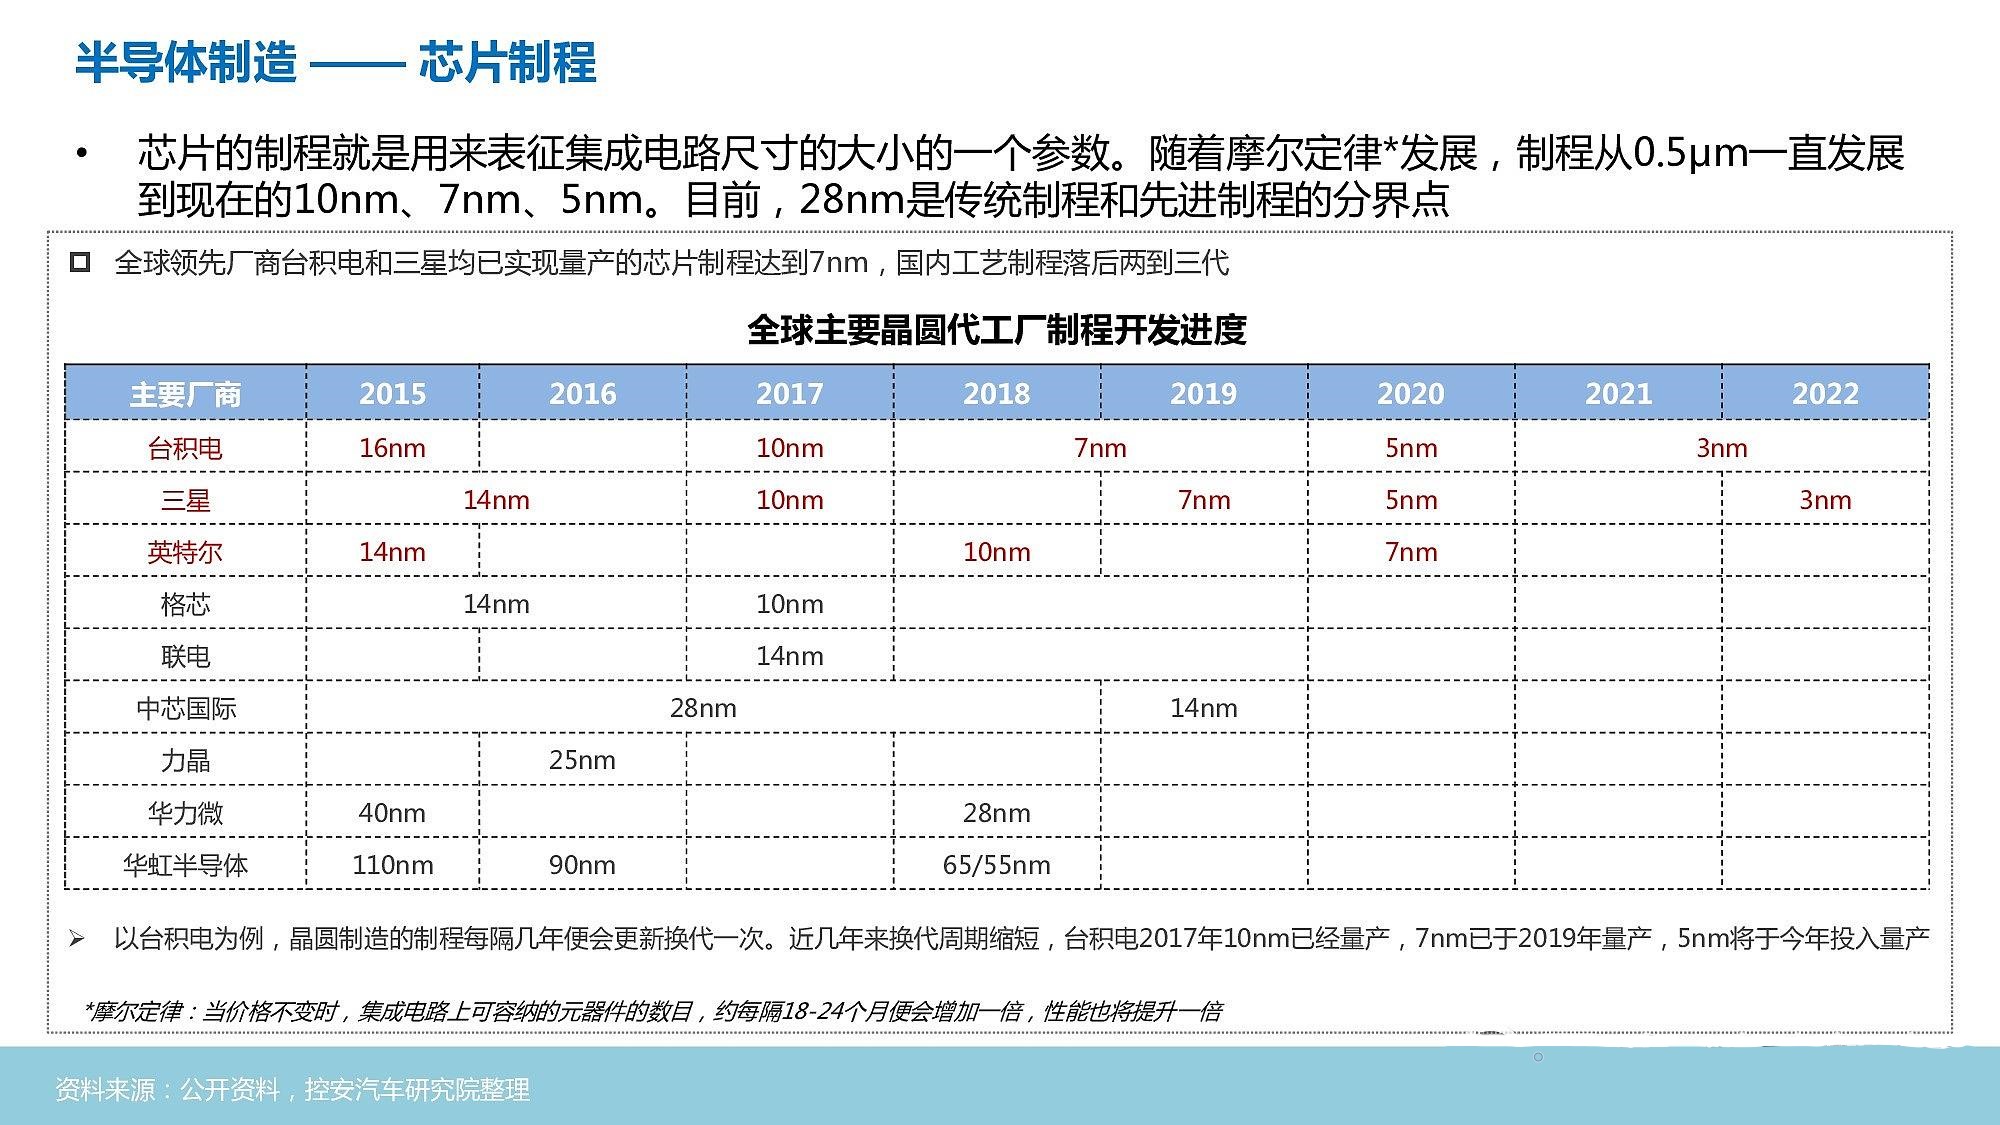 半导体制造 —— 芯片制程
• 芯片的制程就是用来表征集成电路尺寸的大小的一个参数。随着摩尔定律*发展，制程从0.5μm一直发展
到现在的10nm、7nm、5nm。目前，28nm是传统制程和先进制程的分界点
全球领先厂商台积电和三星均已实现量产的芯片制程达到7nm，国内工艺制程落后两到三代
全球主要晶圆代工厂制程开发进度
主要厂商 2015 2016 2017 2018 2019 2020 2021 2022
台积电 16nm 10nm 7nm 5nm 3nm
三星 14nm 10nm 7nm 5nm 3nm
英特尔 14nm 10nm 7nm
格芯 14nm 10nm
联电 14nm
中芯国际 28nm 14nm
力晶 25nm
华力微 40nm 28nm
华虹半导体 110nm 90nm 65/55nm
以台积电为例，晶圆制造的制程每隔几年便会更新换代一次。近几年来换代周期缩短，台积电2017年10nm已经量产，7nm已于2019年量产，5nm将于今年投入量产
*摩尔定律：当价格不变时，集成电路上可容纳的元器件的数目，约每隔18-24个月便会增加一倍，性能也将提升一倍
资料来源：公开资料，控安汽车研究院整理